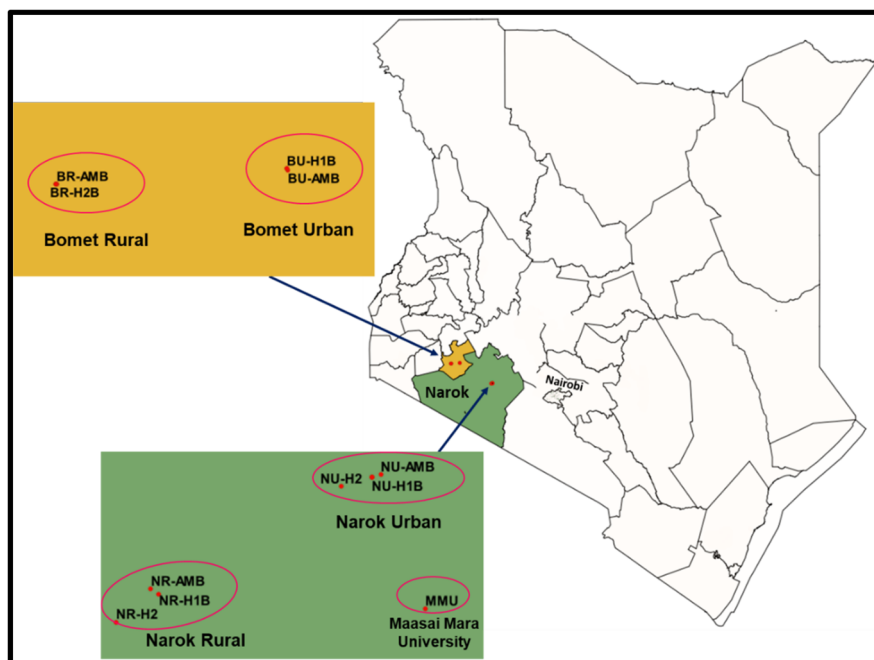 BR-AMB
BR-H2B
Bomet Rural
BU-H1B
BU-AMB
Bomet Urban
Narok
Nairobi
NU-AMB
NU-H2
NU-H1B
Narok Urban
NR-AMB
NR-H1B
NR-H2
Narok Rural
MMU
Maasai Mara
University